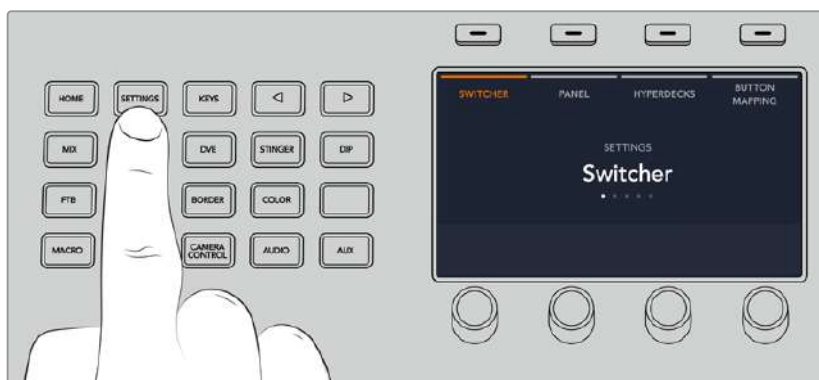 HOME
SETTINGS
KEYS
MIX
DVE
STINGER
DIP
FTB
BORDER
COLOR
MACRO
CAMERA
CONTROL
AUDIO
AUX
SWITCHER
PANEL
HYPERDECKS
BUTTON
MAPPING
SETTINGS
Switcher